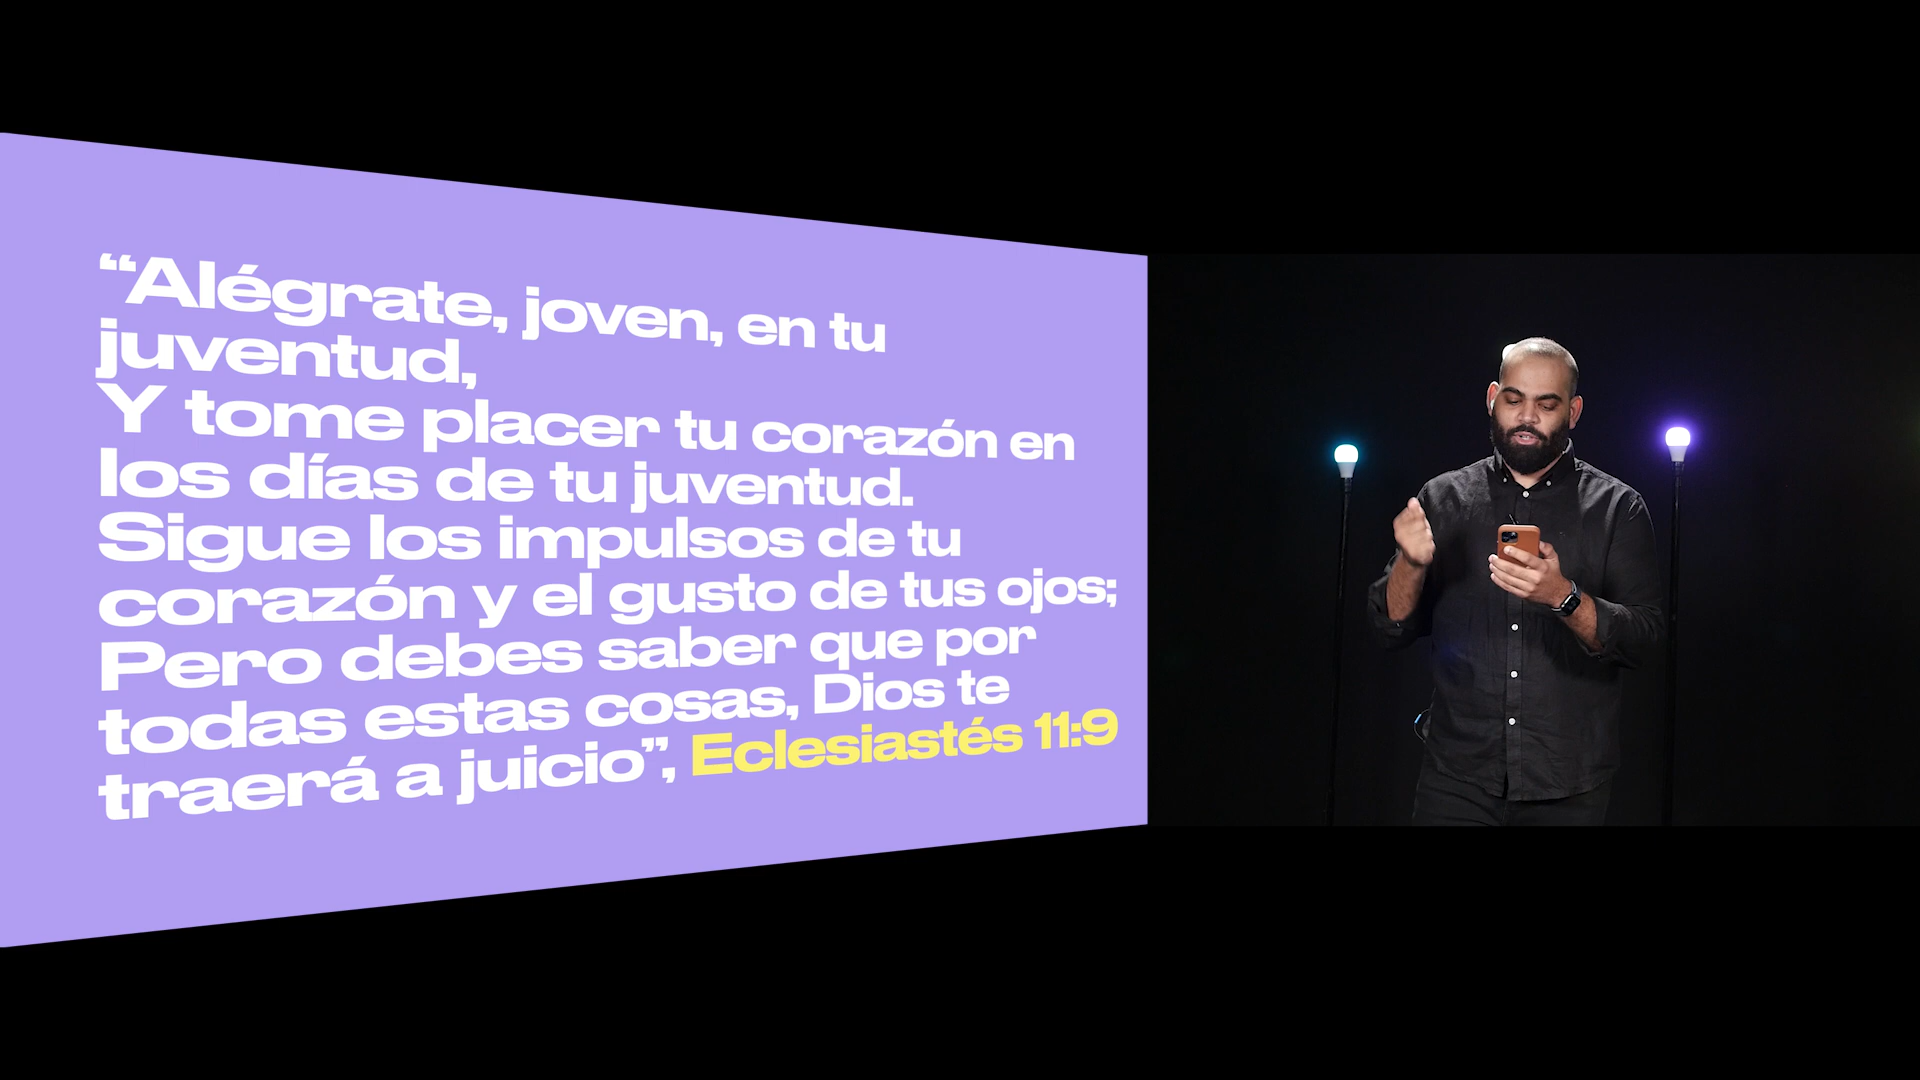 “Alégrate, joven, en tu
juventud,
Y tome placer tu corazón en
los días de tu juventud.
Sigue los impulsos de tu
corazón y el gusto de tus ojos;
Pero debes saber que por
todas estas cosas, Dios te
traerá a juicio”, Eclesiastés 11:9